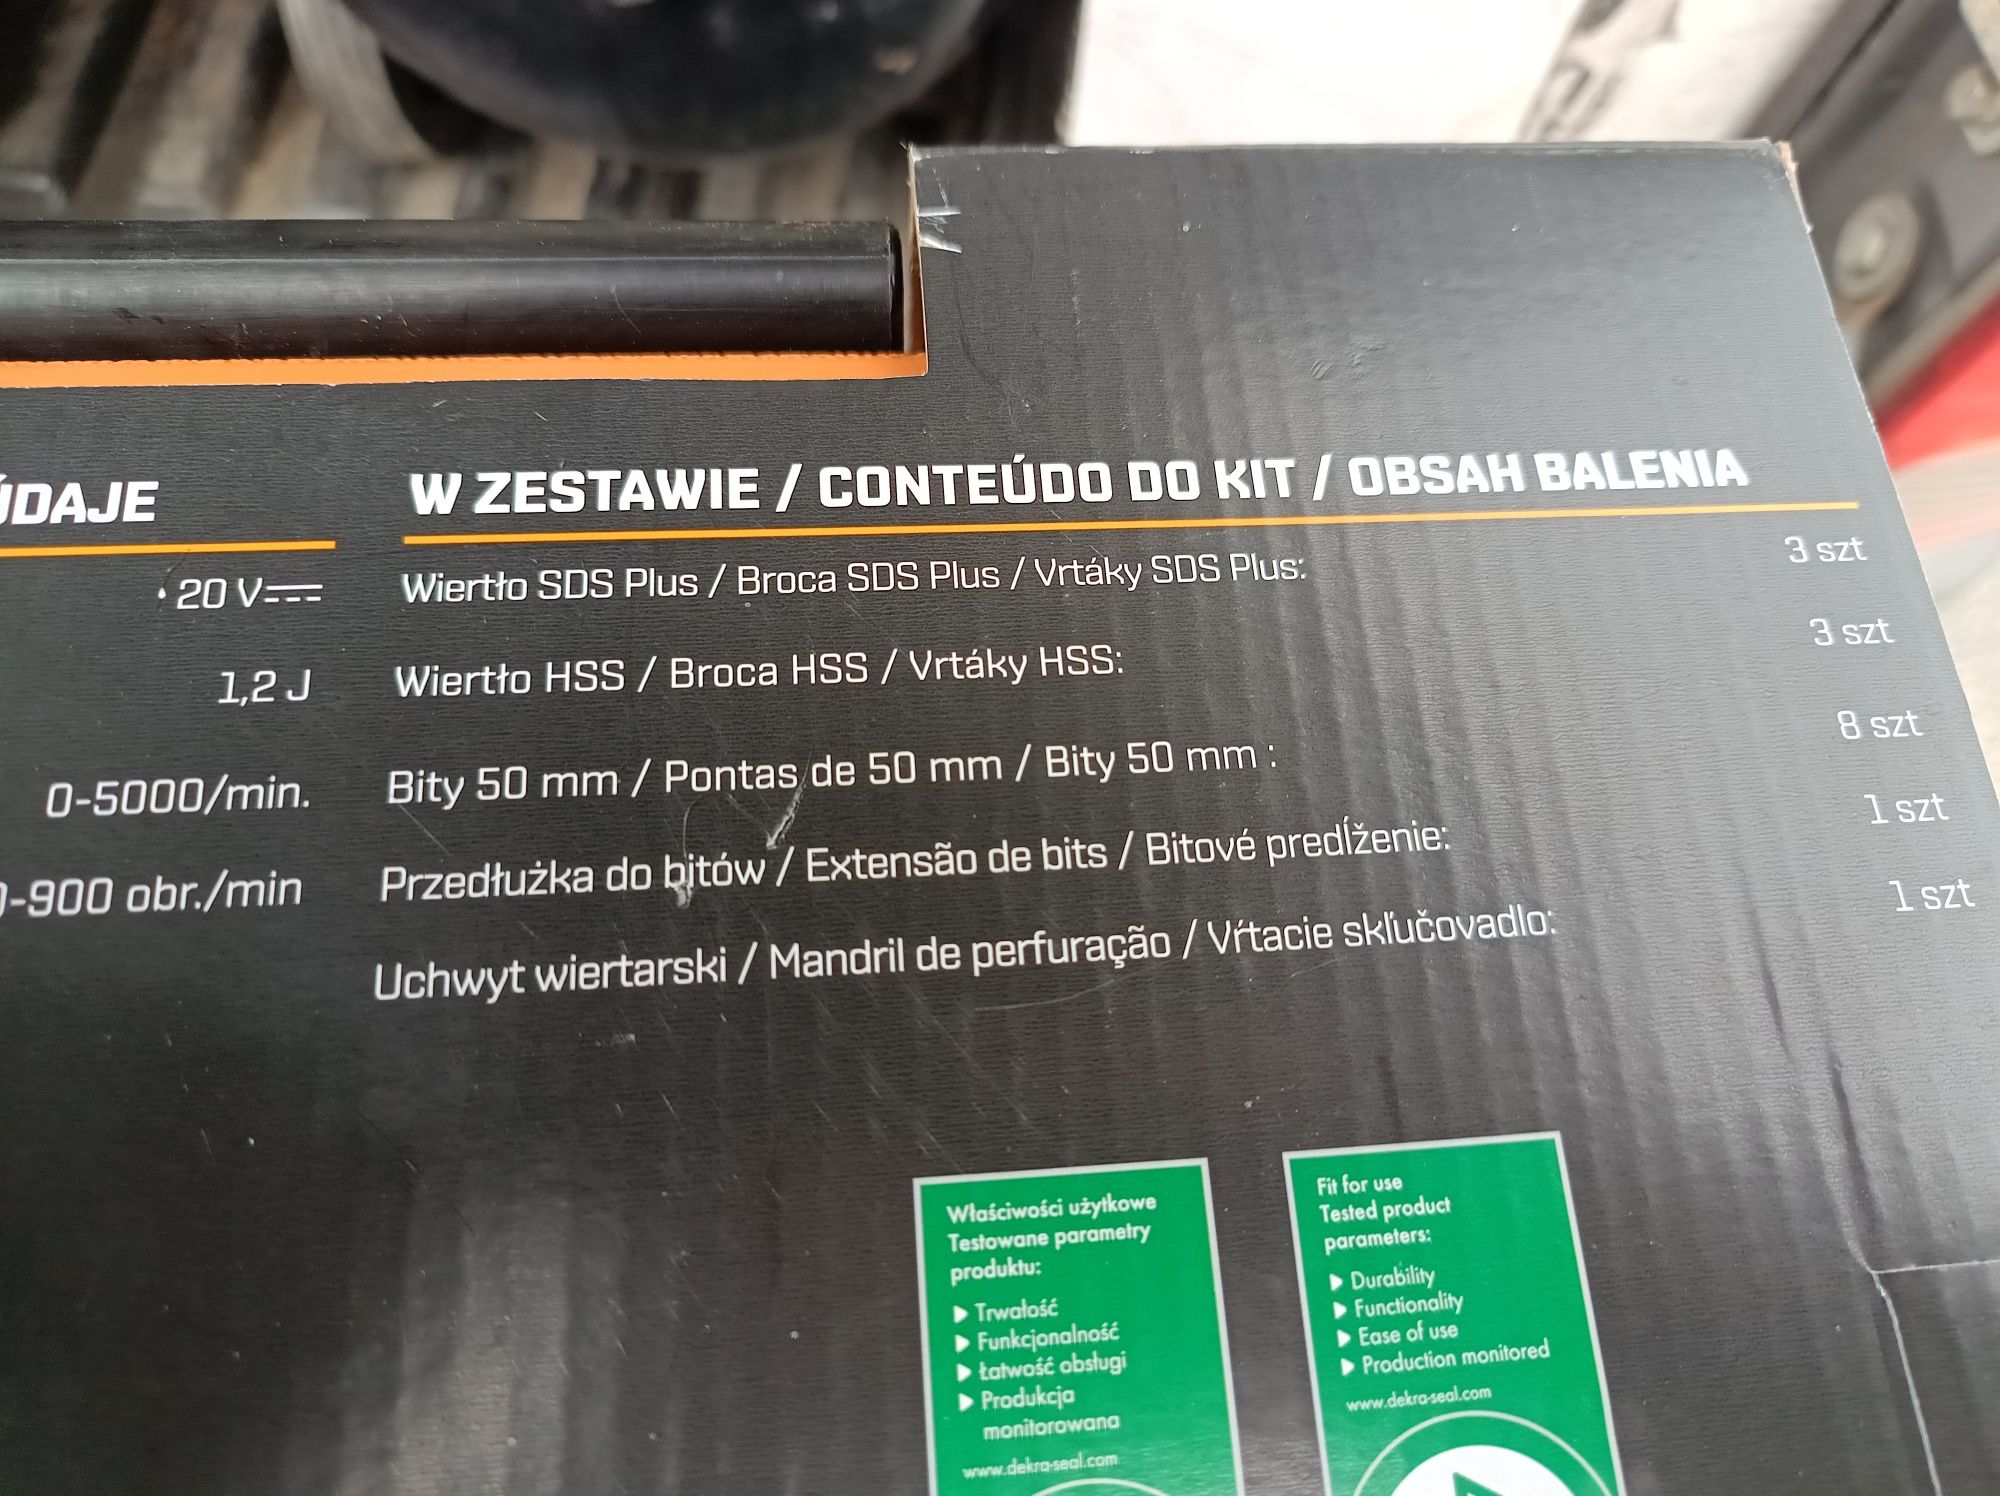 W ZESTAWIE / CONTEÚDO DO KIT / OBSAH BALENIA
20 V
Wiertło SDS Plus / Broca SDS Plus / Vrtáky SDS Plus: 3 szt
1,2 J
Wiertło HSS / Broca HSS / Vrtáky HSS: 3 szt
0-5000/min.
Bity 50 mm / Pontas de 50 mm / Bity 50 mm : 8 szt
-900 obr./min
Przedłużka do bitów / Extensão de bits / Bitové predĺženie: 1 szt
Uchwyt wiertarski / Mandril de perfuração / Vŕtacie skľučovadlo: 1 szt
Właściwości użytkowe
Testowane parametry
produktu:
Trwałość
Funkcjonalność
Łatwość obsługi
Produkcja
monitorowana
www.dekra-seal.com
Fit for use
Tested product
parameters:
Durability
Functionality
Ease of use
Production monitored
www.dekra-seal.com